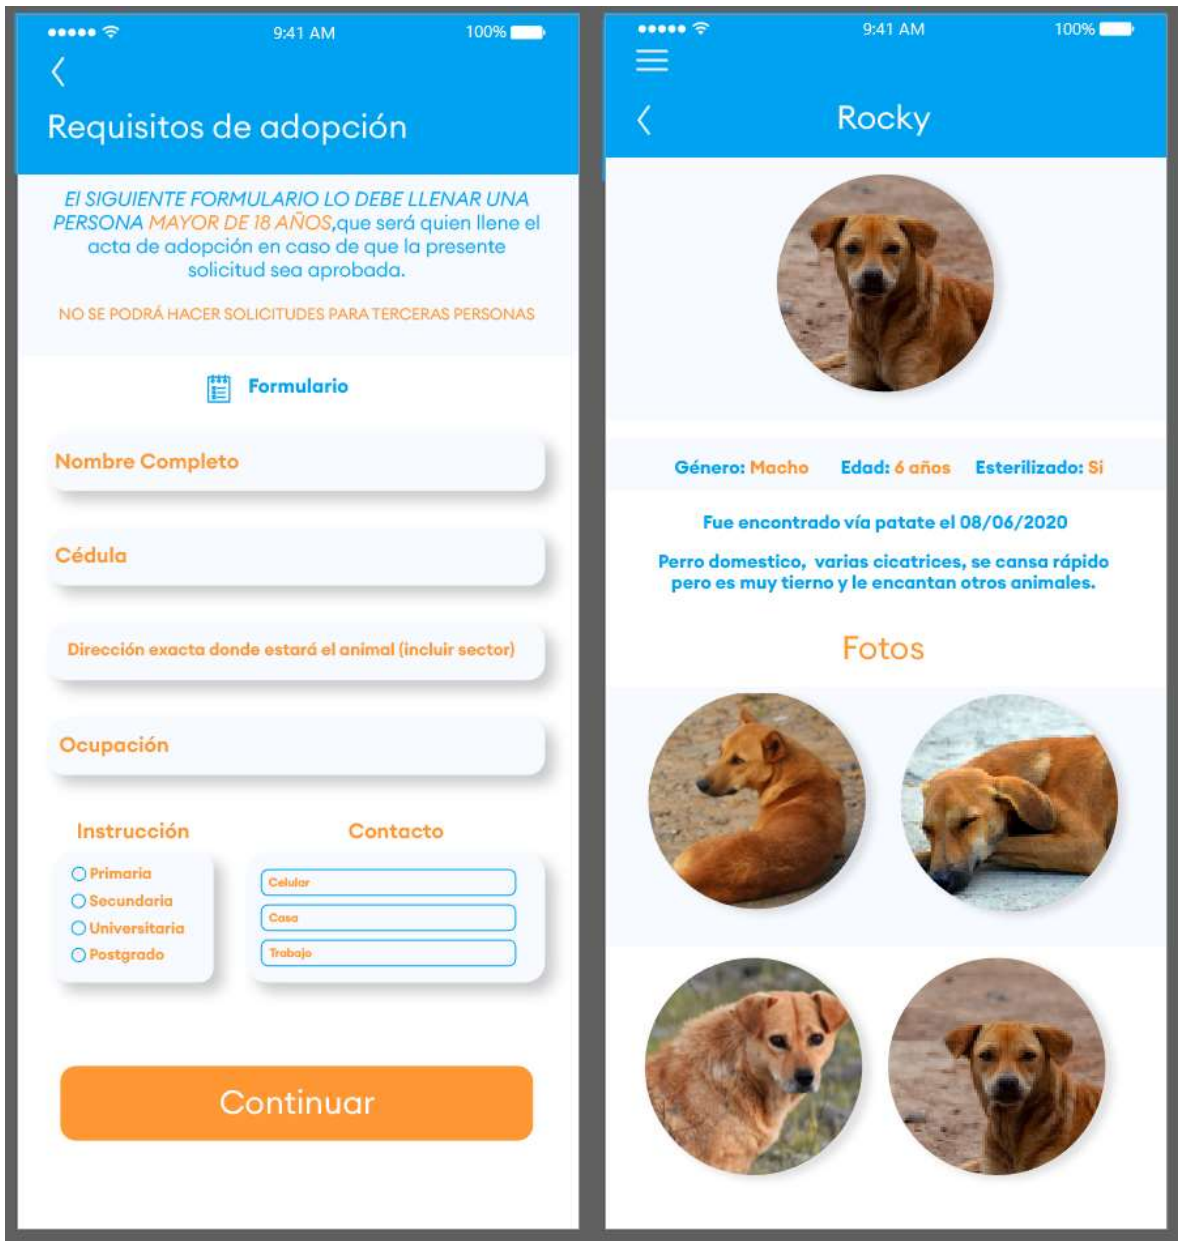 9:41 AM
100%
Requisitos de adopción
El SIGUIENTE FORMULARIO LO DEBE LLENAR UNA
PERSONA MAYOR DE 18 AÑOS,que será quien llene el
acta de adopción en caso de que la presente
solicitud sea aprobada.
NO SE PODRÁ HACER SOLICITUDES PARA TERCERAS PERSONAS
Formulario
Nombre Completo
Cédula
Dirección exacta donde estará el animal (incluir sector)
Ocupación
Instrucción
Primaria
Secundaria
Universitaria
Postgrado
Contacto
Celular
Casa
Trabajo
Continuar
9:41 AM
100%
Rocky
Género: Macho Edad: 6 años Esterilizado: Si
Fue encontrado vía patate el 08/06/2020
Perro domestico, varias cicatrices, se cansa rápido
pero es muy tierno y le encantan otros animales.
Fotos